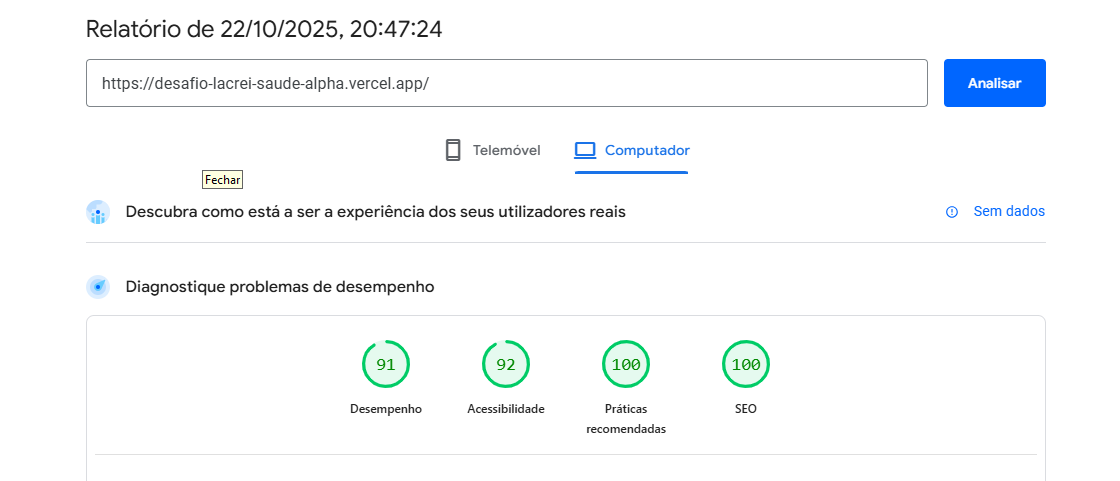 Relatório de 22/10/2025, 20:47:24
https://desafio-lacrei-saude-alpha.vercel.app/
Analisar
Telemóvel
Computador
Fechar
Descubra como está a ser a experiência dos seus utilizadores reais
Sem dados
Diagnostique problemas de desempenho
91
92
100
100
Desempenho
Acessibilidade
Práticas
recomendadas
SEO